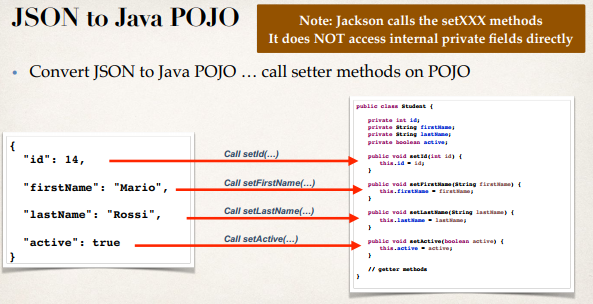 JSON to Java POJO
Note: Jackson calls the setXXX methods
It does NOT access internal private fields directly
• Convert JSON to Java POJO … call setter methods on POJO
{
"id": 14,
"firstName": "Mario",
"lastName": "Rossi",
"active": true
}
Call setId(…)
Call setFirstName(…)
Call setLastName(…)
Call setActive(…)
public class Student {
private int id;
private String firstName;
private String lastName;
private boolean active;
public void setId(int id) {
this.id = id;
}
public void setFirstName(String firstName) {
this.firstName = firstName;
}
public void setLastName(String lastName) {
this.lastName = lastName;
}
public void setActive(boolean active) {
this.active = active;
}
// getter methods
}